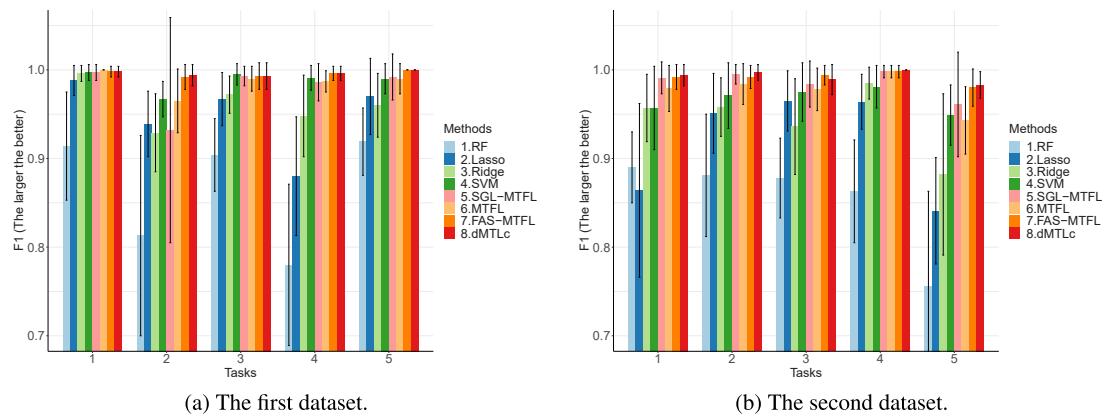 F1 (The larger the better)
1.0
0.9
0.8
0.7
1 2 3 4 5
Tasks
Methods
1.RF
2.Lasso
3.Ridge
4.SVM
5.SGL-MTFL
6.MTFL
7.FAS-MTFL
8.dMTLc
(a) The first dataset.
F1 (The larger the better)
1.0
0.9
0.8
0.7
1 2 3 4 5
Tasks
Methods
1.RF
2.Lasso
3.Ridge
4.SVM
5.SGL-MTFL
6.MTFL
7.FAS-MTFL
8.dMTLc
(b) The second dataset.